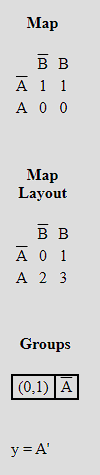 Map
B̅ B
A̅ 1 1
A 0 0
Map
Layout
B̅ B
A̅ 0 1
A 2 3
Groups
(0,1) A̅
y = A'